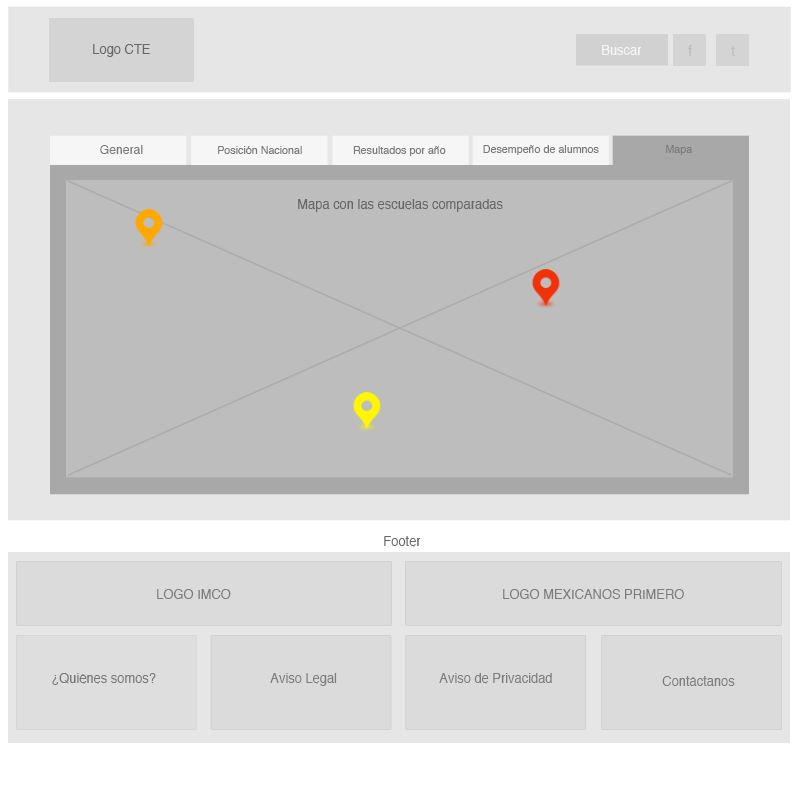 Logo CTE
Buscar
f
t
General
Posición Nacional
Resultados por año
Desempeño de alumnos
Mapa
Mapa con las escuelas comparadas
Footer
LOGO IMCO
LOGO MEXICANOS PRIMERO
¿Quiénes somos?
Aviso Legal
Aviso de Privacidad
Contáctanos